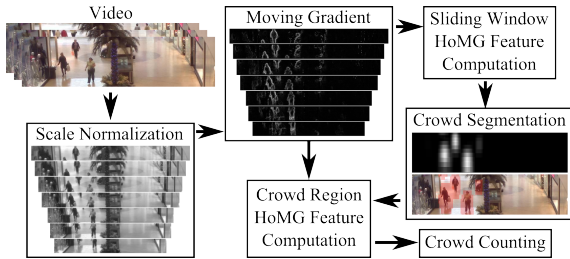 Video
Moving Gradient
Sliding Window
HoMG Feature
Computation
Scale Normalization
Crowd Segmentation
Crowd Region
HoMG Feature
Computation
Crowd Counting